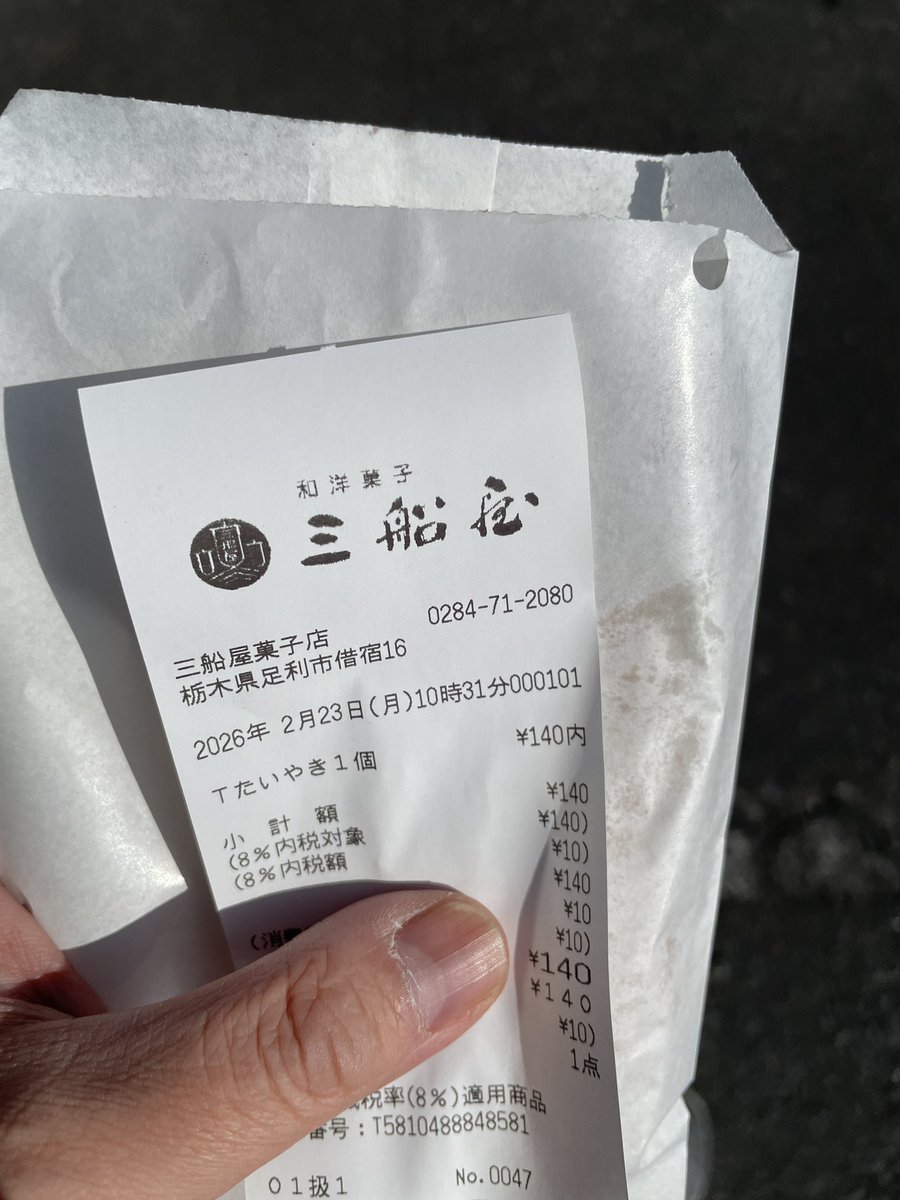 和洋菓子
三船屋
0284-71-2080
三船屋菓子店
栃木県足利市借宿16
2026年 2月23日(月)10時31分000101
Tたいやき1個 ¥140内
小 計 額 ¥140
(8%内税対象 ¥140)
(8%内税額 ¥10)
¥140
¥10
(消 ¥10)
¥140
¥140
¥10)
1点
税率(8%)適用商品
番号:T5810488848581
01扱1 No.0047